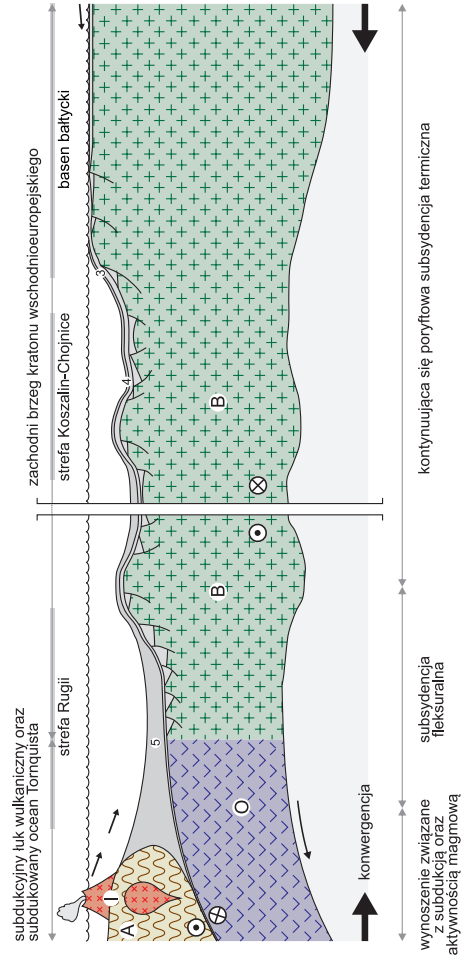 subdukcyjny łuk wulkaniczny oraz
subdukowany ocean Tornquista
zachodni brzeg kratonu wschodnioeuropejskiego
strefa Rugii
strefa Koszalin-Chojnice
basen bałtycki
A
I
O
5
B
B
4
3
konwergencja
wynoszenie związane
z subdukcją oraz
aktywnością magmową
subsydencja
fleksuralna
kontynuująca się poryftowa subsydencja termiczna